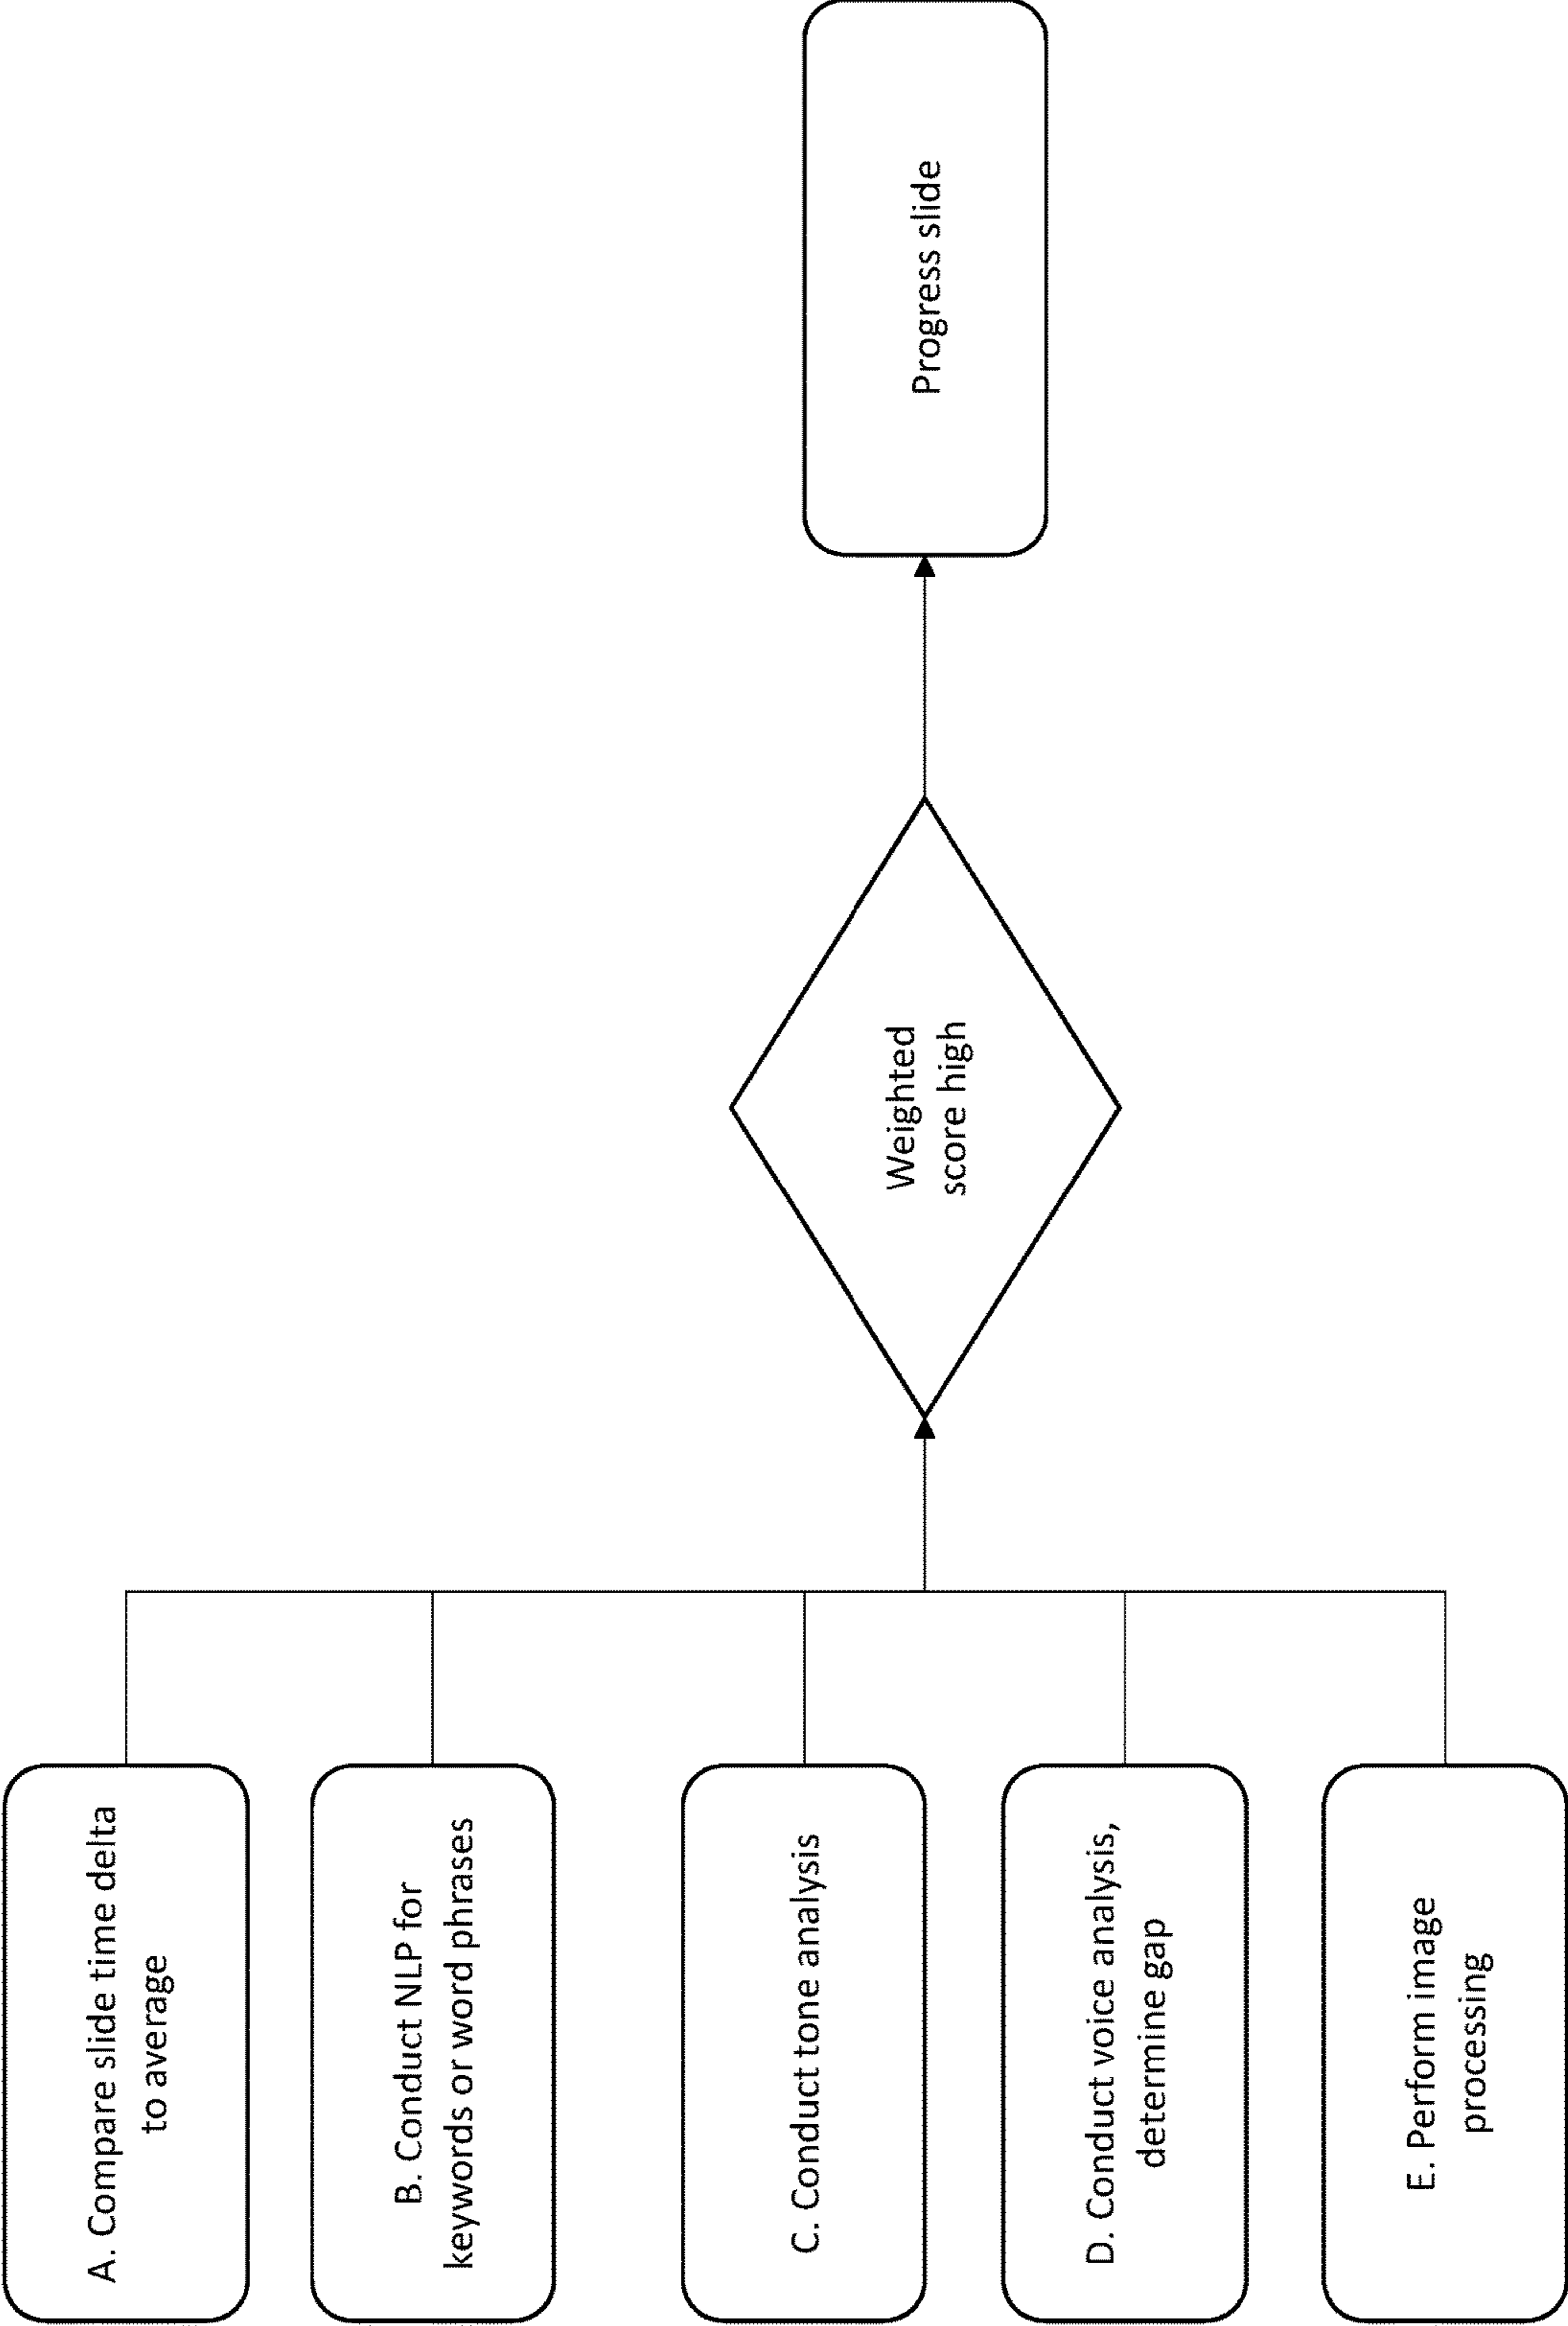 A. Compare slide time delta
to average
B. Conduct NLP for
keywords or word phrases
C. Conduct tone analysis
D. Conduct voice analysis,
determine gap
E. Perform image
processing
Weighted
score high
Progress slide